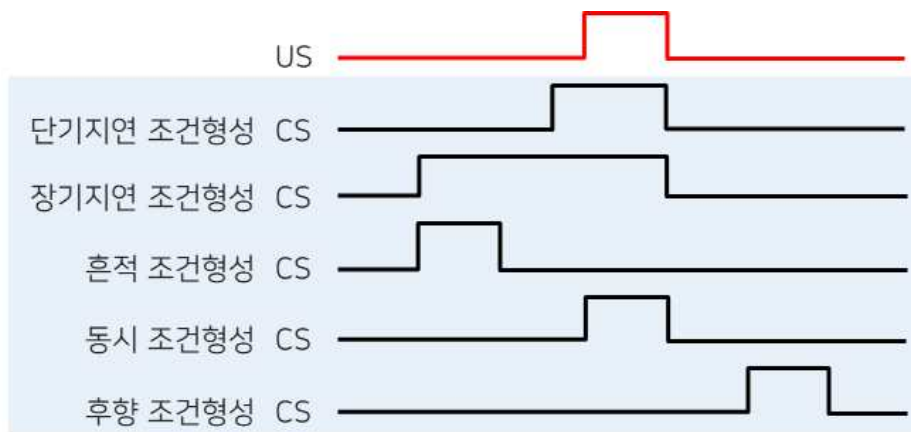 US
단기지연 조건형성 CS
장기지연 조건형성 CS
흔적 조건형성 CS
동시 조건형성 CS
후향 조건형성 CS